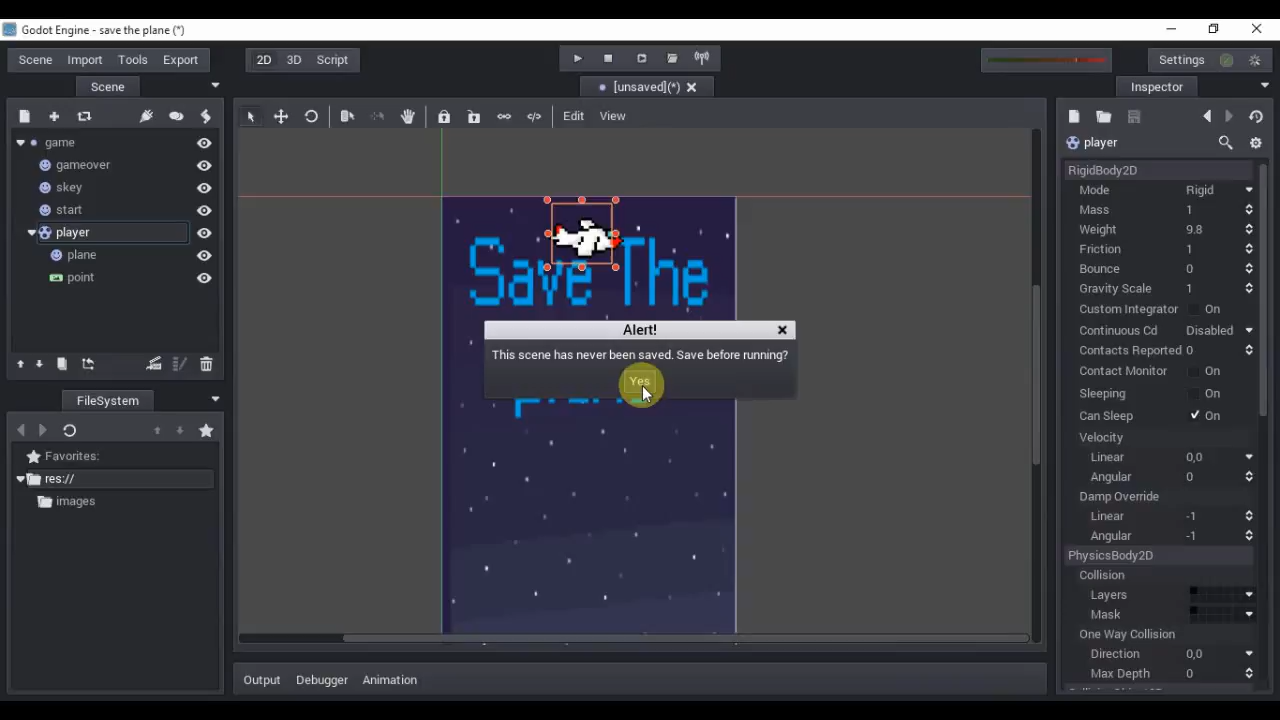 Godot Engine - save the plane (*)
Scene Import Tools Export
2D 3D Script
Settings
Scene
[unsaved](*)
Inspector
Edit View
game
gameover
skey
start
player
plane
point
FileSystem
Favorites:
res://
images
Save The
Alert!
This scene has never been saved. Save before running?
Yes
Output Debugger Animation
player
RigidBody2D
Mode Rigid
Mass 1
Weight 9.8
Friction 1
Bounce 0
Gravity Scale 1
Custom Integrator On
Continuous Cd Disabled
Contacts Reported 0
Contact Monitor On
Sleeping On
Can Sleep On
Velocity
Linear 0,0
Angular 0
Damp Override
Linear -1
Angular -1
PhysicsBody2D
Collision
Layers
Mask
One Way Collision
Direction 0,0
Max Depth 0